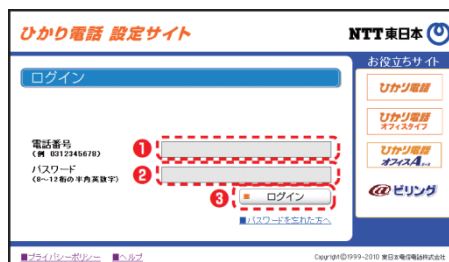 ひかり電話 設定サイト
NTT東日本
お役立ちサイト
ログイン
ひかり電話
ひかり電話
オフィスタイプ
ひかり電話
オフィスA
電話番号
(例 0312345678)
1
パスワード
(8〜12桁の半角英数字)
2
@ビリング
3
ログイン
■パスワードを忘れた方へ
■プライバシーポリシー ■ヘルプ
Copyright©1999-2010 東日本電信電話株式会社